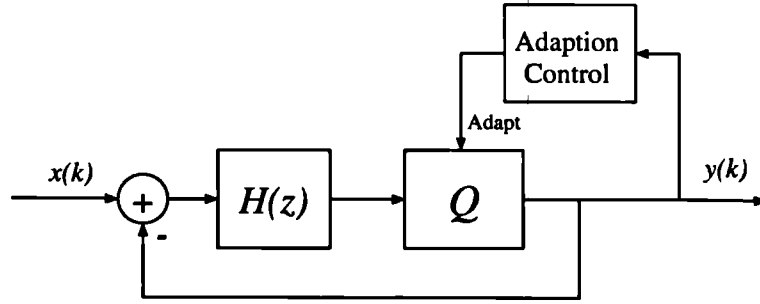 Adaption
Control
Adapt
x(k)
y(k)
+
H(z)
Q
-